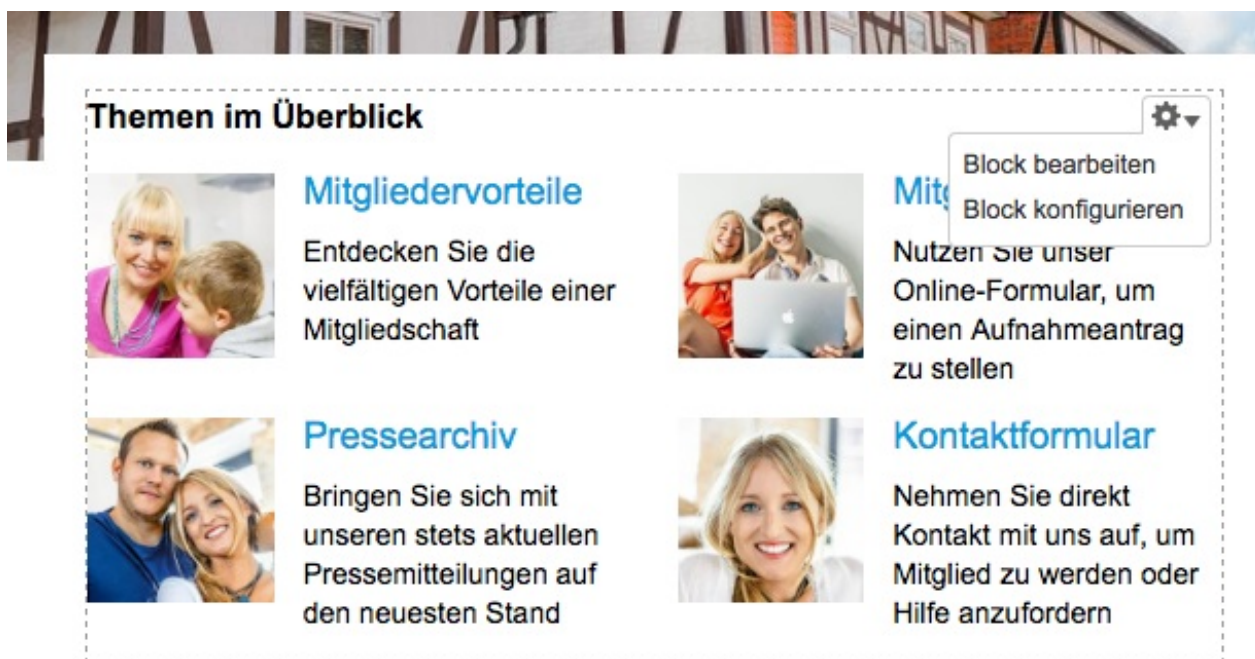 Themen im Überblick
Block bearbeiten
Block konfigurieren
Mitgliedervorteile
Entdecken Sie die
vielfältigen Vorteile einer
Mitgliedschaft
Nutzen Sie unser
Online-Formular, um
einen Aufnahmeantrag
zu stellen
Pressearchiv
Bringen Sie sich mit
unseren stets aktuellen
Pressemitteilungen auf
den neuesten Stand
Kontaktformular
Nehmen Sie direkt
Kontakt mit uns auf, um
Mitglied zu werden oder
Hilfe anzufordern